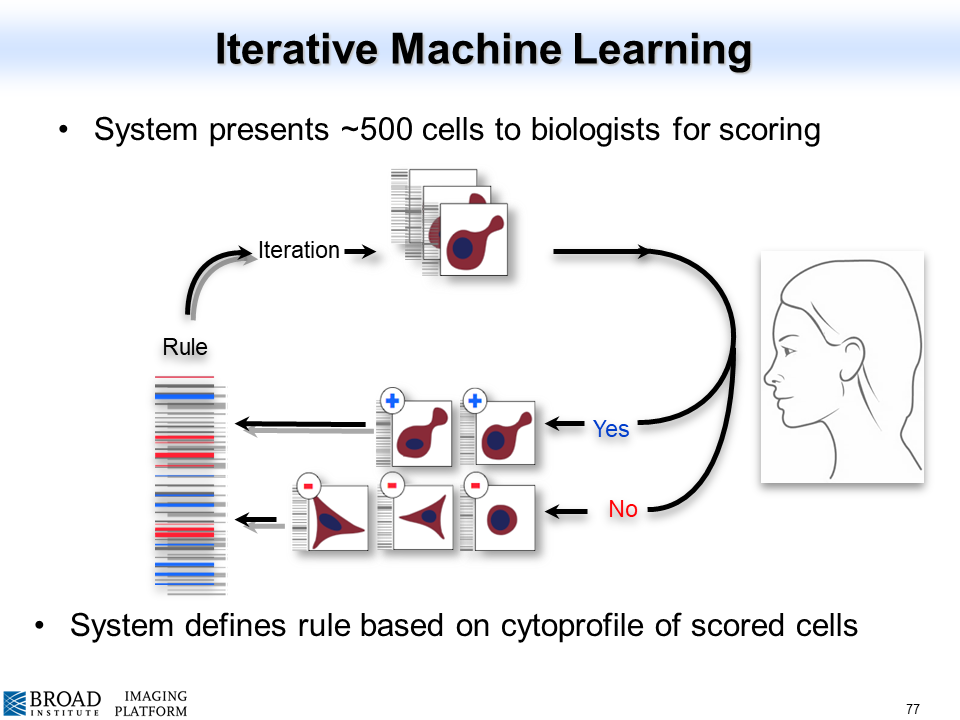 Iterative Machine Learning
• System presents ~500 cells to biologists for scoring
Iteration
Rule
+ +
Yes
- - -
No
• System defines rule based on cytoprofile of scored cells
BROAD
INSTITUTE
IMAGING
PLATFORM
77